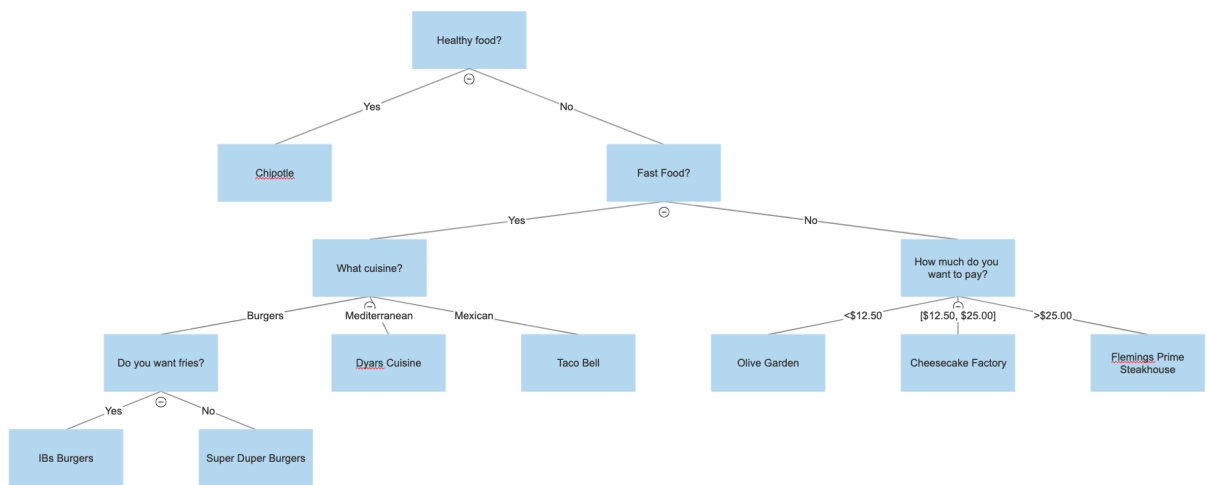 Healthy food?
Yes
No
Chipotle
Fast Food?
Yes
No
What cuisine?
How much do you
want to pay?
Burgers
Mediterranean
Mexican
<$12.50
[$12.50, $25.00]
>$25.00
Do you want fries?
Dyars Cuisine
Taco Bell
Olive Garden
Cheesecake Factory
Flemings Prime
Steakhouse
Yes
No
IBs Burgers
Super Duper Burgers